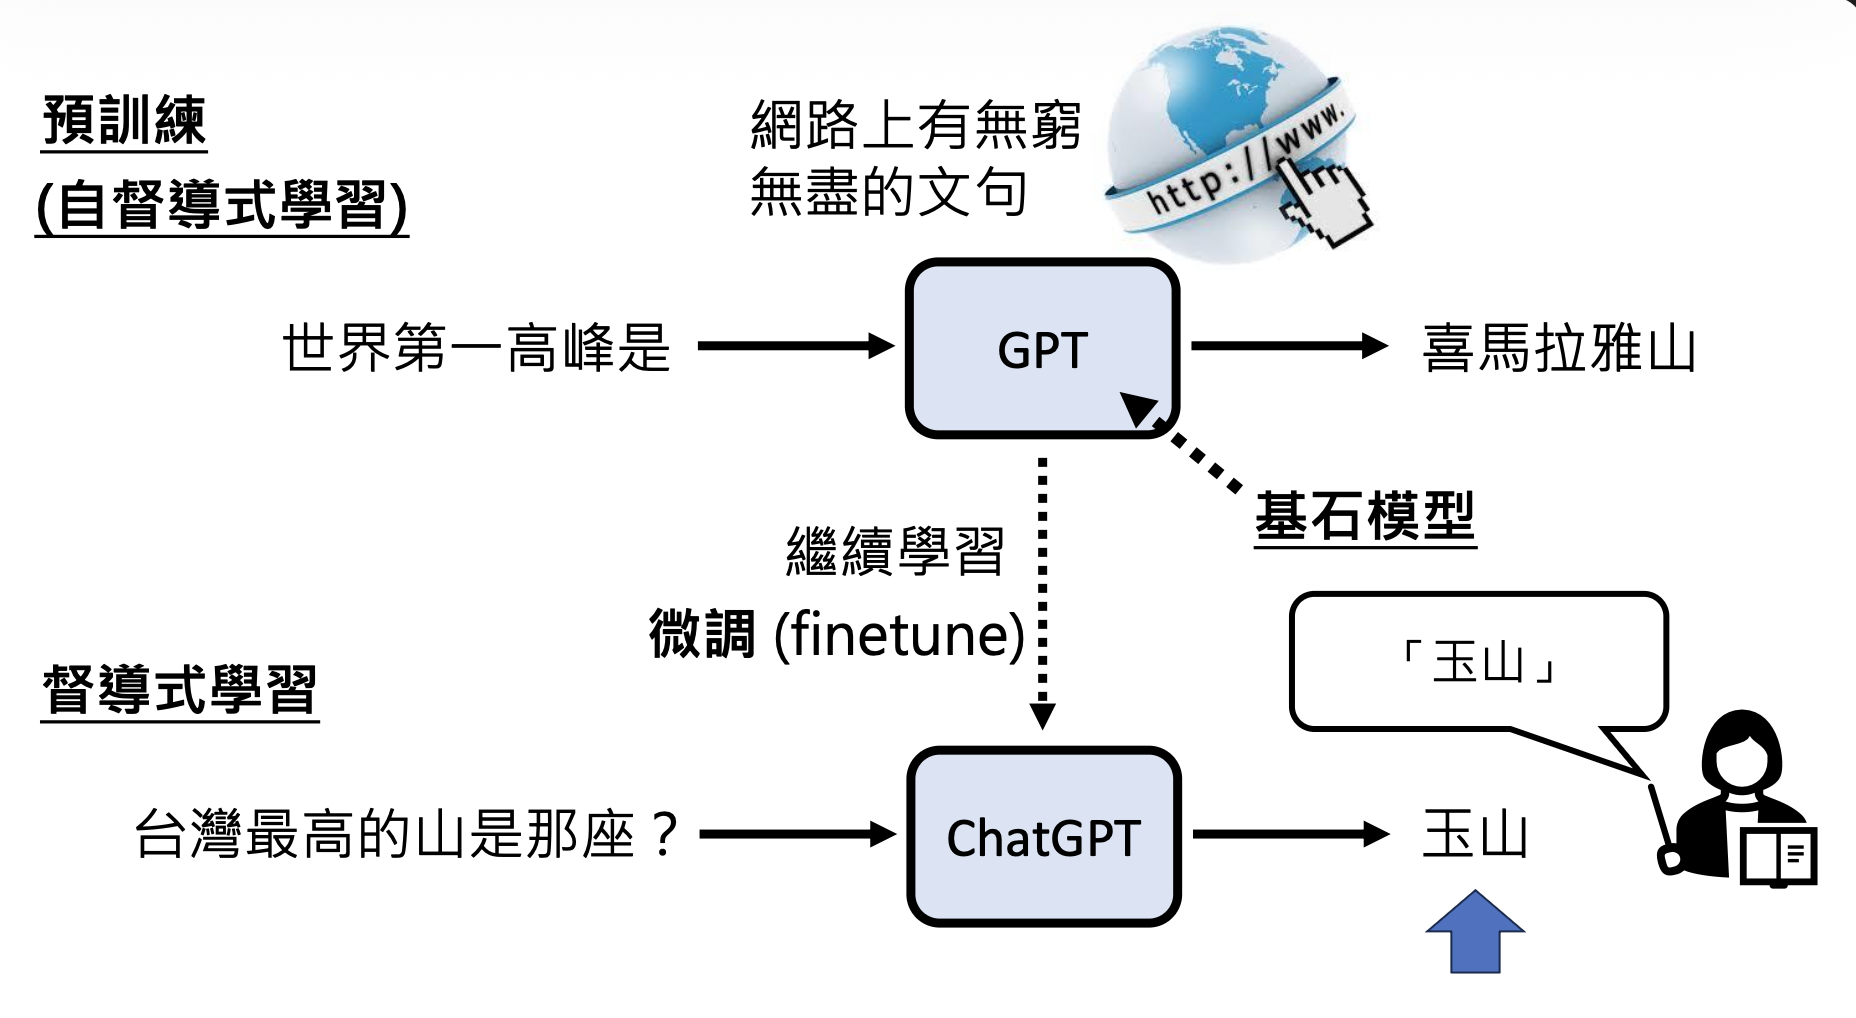 預訓練
(自督導式學習)
網路上有無窮
無盡的文句
http://www.
世界第一高峰是
GPT
喜馬拉雅山
基石模型
繼續學習
微調 (finetune)
督導式學習
「玉山」
台灣最高的山是那座？
ChatGPT
玉山